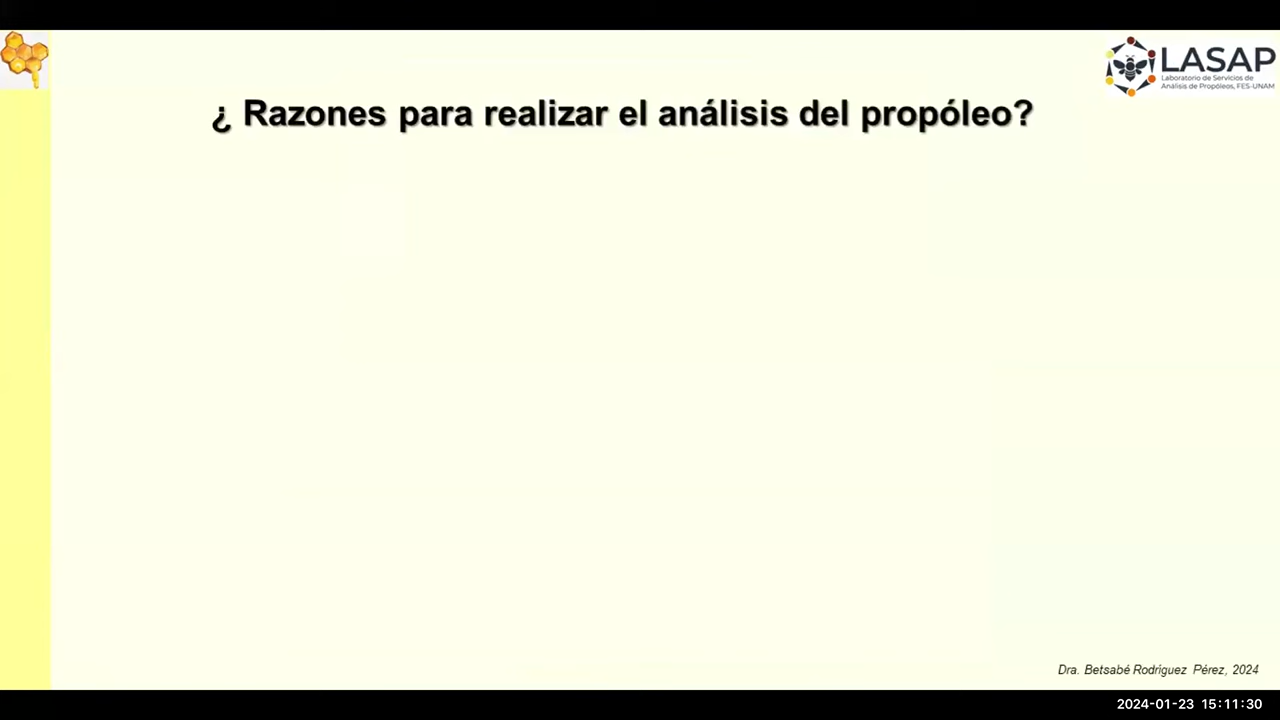 LASAP
Laboratorio de Servicios de
Análisis de Propóleos, FES-UNAM
¿ Razones para realizar el análisis del propóleo?
Dra. Betsabé Rodríguez Pérez, 2024
2024-01-23 15:11:30